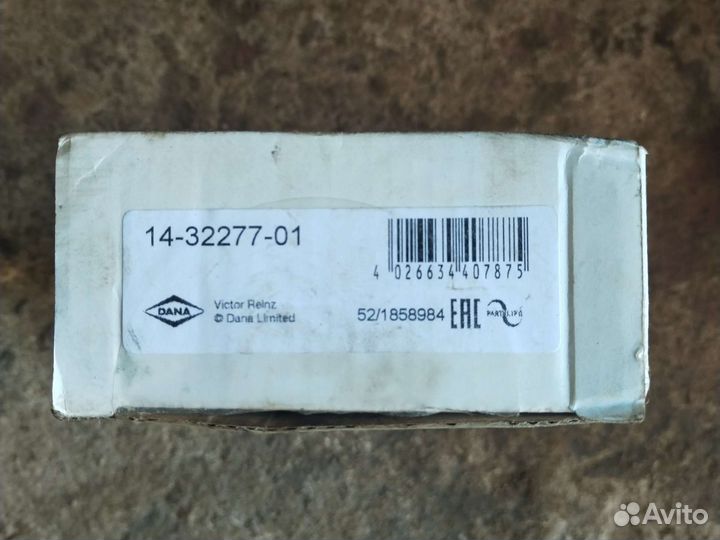 14-32277-01
4 026634 407875
DANA
Victor Reinz
© Dana Limited
52/1858984
EAC
Avito